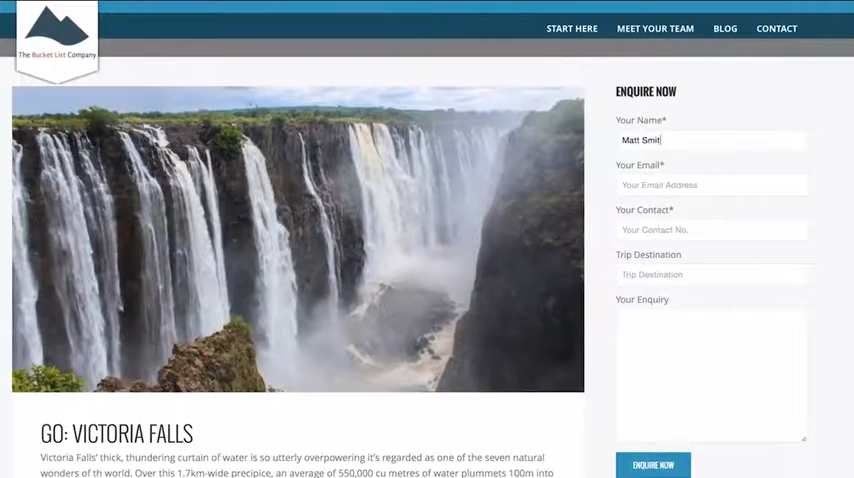 START HERE MEET YOUR TEAM BLOG CONTACT
The Bucket List Company
ENQUIRE NOW
Your Name*
Matt Smit
Your Email*
Your Email Address
Your Contact*
Your Contact No.
Trip Destination
Trip Destination
Your Enquiry
ENQUIRE NOW
GO: VICTORIA FALLS
Victoria Falls' thick, thundering curtain of water is so utterly overpowering it's regarded as one of the seven natural
wonders of th world. Over this 1.7km-wide precipice, an average of 550,000 cu metres of water plummets 100m into